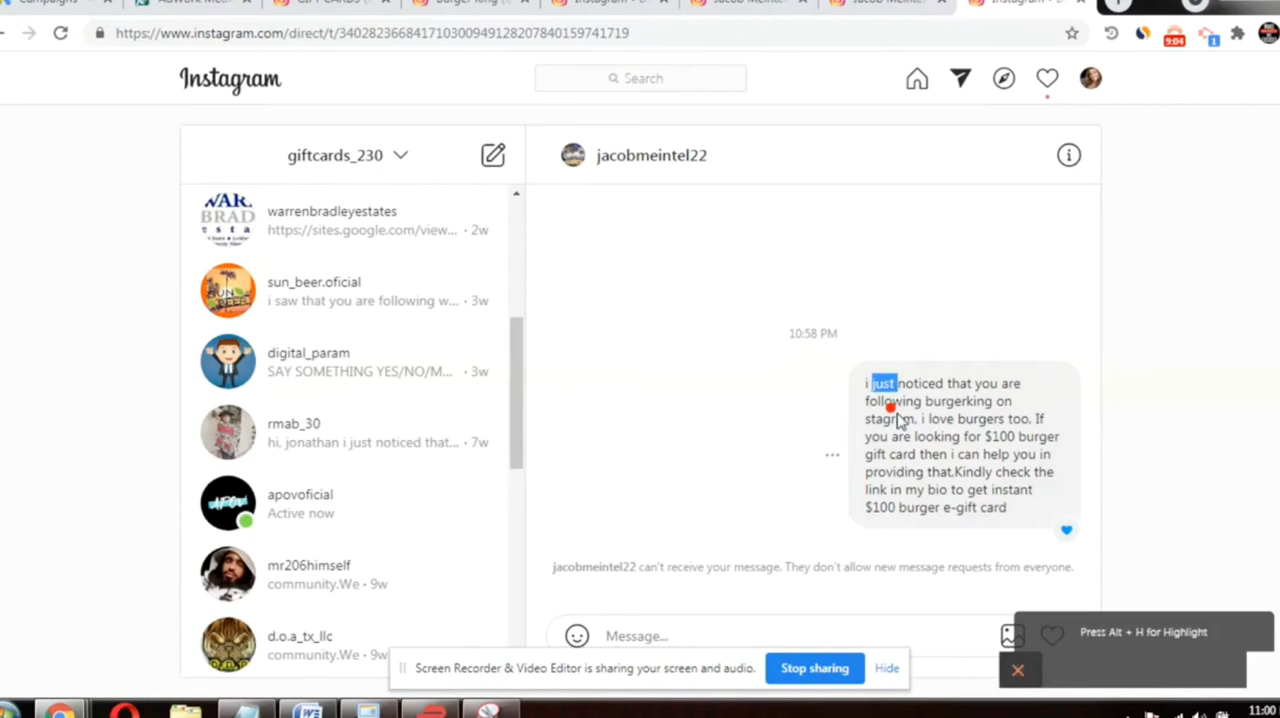 Campaigns
https://www.instagram.com/direct/t/340282366841710300949128207840159741719
9:04
1
Instagram
Search
giftcards_230
jacobmeintel22
warrenbradleyestates
https://sites.google.com/view... · 2w
sun_beer.oficial
i saw that you are following w... · 3w
digital_param
SAY SOMETHING YES/NO/M... · 3w
rmab_30
hi, jonathan i just noticed that... · 7w
apovoficial
Active now
mr206himself
community.We · 9w
d.o.a_tx_llc
community.We · 9w
10:58 PM
i just noticed that you are
following burgerking on
stagram, i love burgers too, If
you are looking for $100 burger
gift card then i can help you in
providing that.Kindly check the
link in my bio to get instant
$100 burger e-gift card
jacobmeintel22 can't receive your message. They don't allow new message requests from everyone.
Message...
Press Alt + H for Highlight
Screen Recorder & Video Editor is sharing your screen and audio.
Stop sharing
Hide
11:00